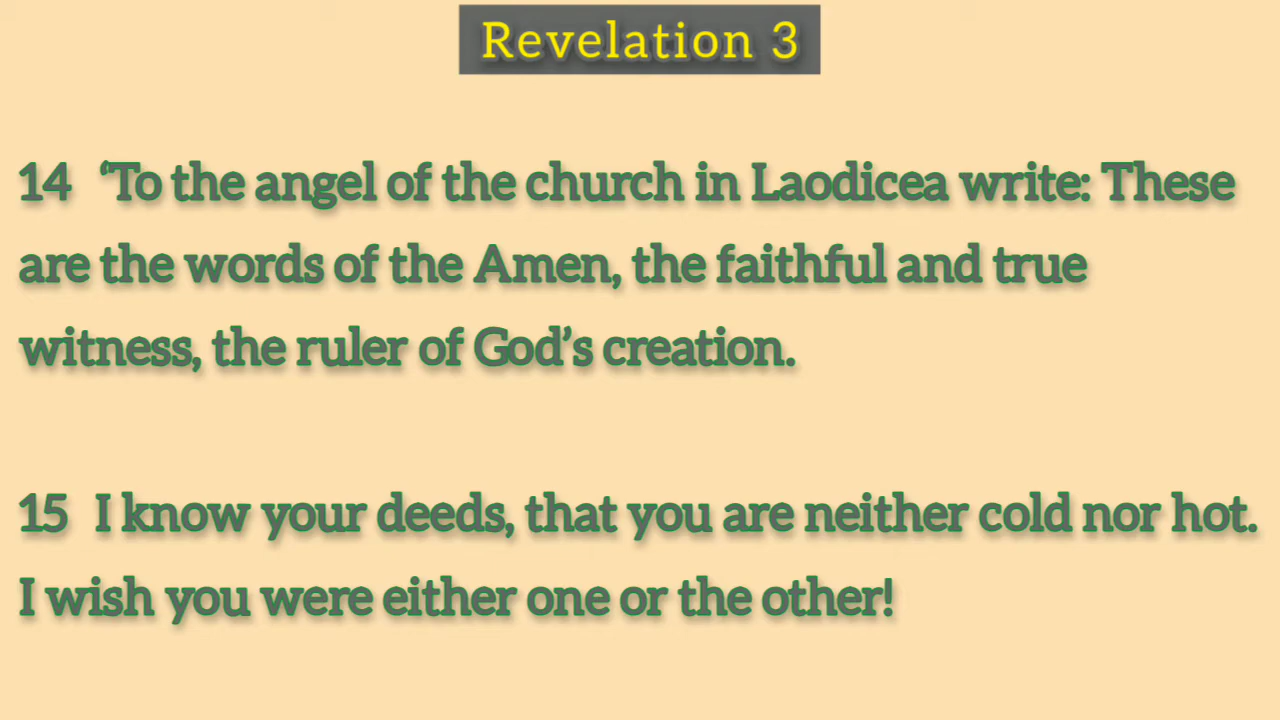 Revelation 3
14 ‘To the angel of the church in Laodicea write: These
are the words of the Amen, the faithful and true
witness, the ruler of God’s creation.
15 I know your deeds, that you are neither cold nor hot.
I wish you were either one or the other!